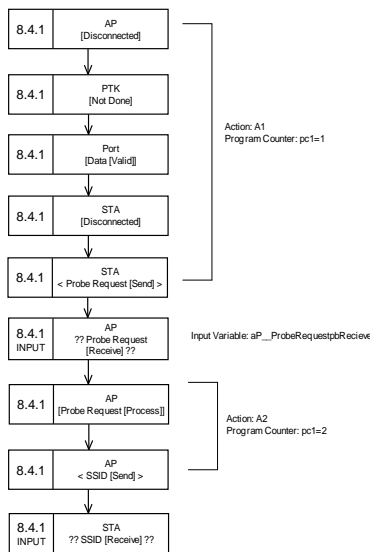 8.4.1
AP
[Disconnected]
8.4.1
PTK
[Not Done]
8.4.1
Port
[Data [Valid]]
8.4.1
STA
[Disconnected]
Action: A1
Program Counter: pc1=1
8.4.1
STA
< Probe Request [Send] >
8.4.1
INPUT
AP
?? Probe Request
[Receive] ??
Input Variable: aP__ProbeRequestpbRecieve
8.4.1
AP
[Probe Request [Process]]
8.4.1
AP
< SSID [Send] >
Action: A2
Program Counter: pc1=2
8.4.1
INPUT
STA
?? SSID [Receive] ??